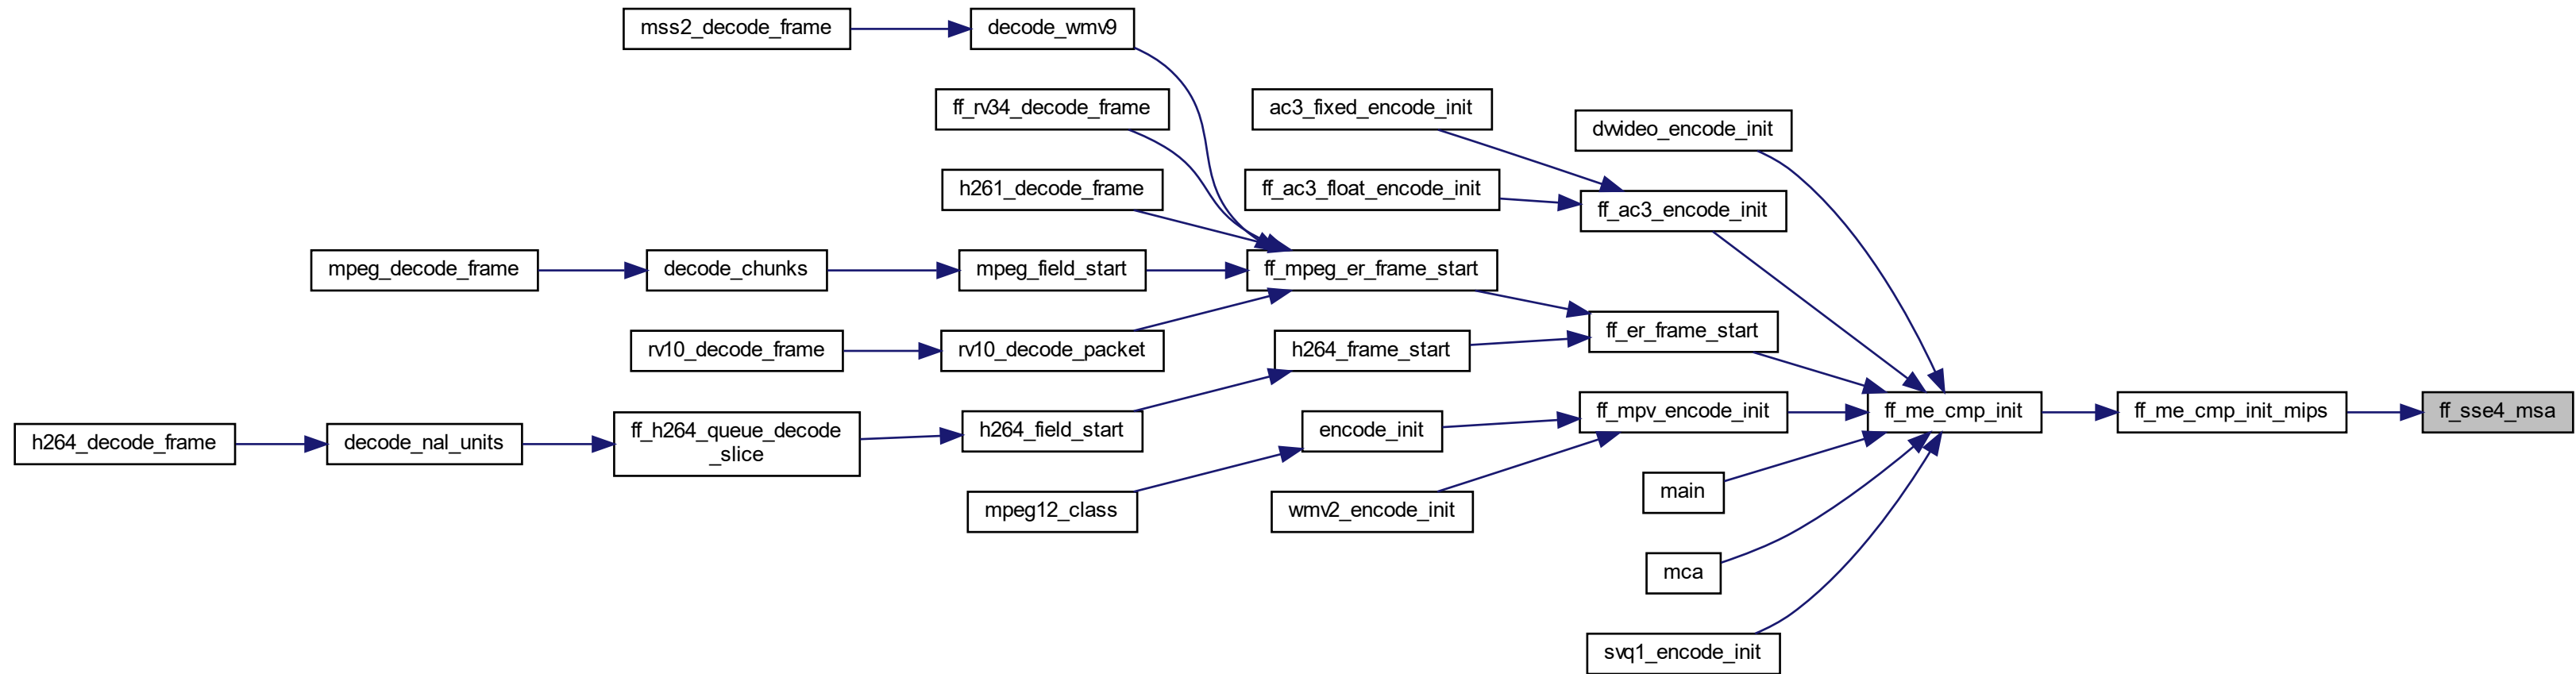 mss2_decode_frame
decode_wmv9
ff_rv34_decode_frame
ac3_fixed_encode_init
dvvideo_encode_init
h261_decode_frame
ff_ac3_float_encode_init
ff_ac3_encode_init
mpeg_decode_frame
decode_chunks
mpeg_field_start
ff_mpeg_er_frame_start
ff_er_frame_start
rv10_decode_frame
rv10_decode_packet
h264_frame_start
ff_mpv_encode_init
ff_me_cmp_init
ff_me_cmp_init_mips
ff_sse4_msa
h264_decode_frame
decode_nal_units
ff_h264_queue_decode
_slice
h264_field_start
encode_init
main
mpeg12_class
wmv2_encode_init
mca
svq1_encode_init